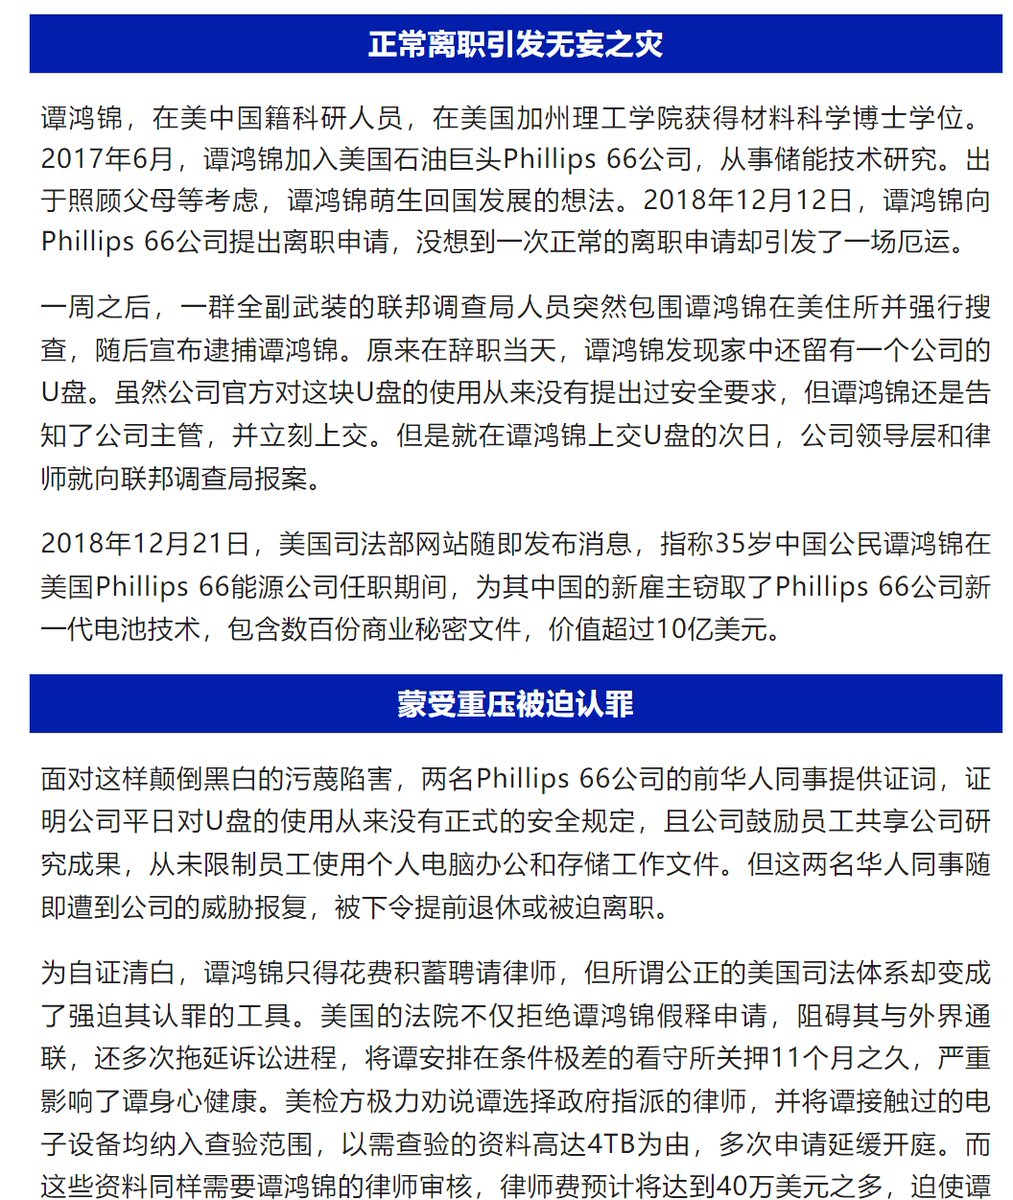 正常离职引发无妄之灾
谭鸿锦，在美中国籍科研人员，在美国加州理工学院获得材料科学博士学位。
2017年6月，谭鸿锦加入美国石油巨头Phillips 66公司，从事储能技术研究。出
于照顾父母等考虑，谭鸿锦萌生回国发展的想法。2018年12月12日，谭鸿锦向
Phillips 66公司提出离职申请，没想到一次正常的离职申请却引发了一场厄运。
一周之后，一群全副武装的联邦调查局人员突然包围谭鸿锦在美住所并强行搜
查，随后宣布逮捕谭鸿锦。原来在辞职当天，谭鸿锦发现家中还留有一个公司的
U盘。虽然公司官方对这块U盘的使用从来没有提出过安全要求，但谭鸿锦还是告
知了公司主管，并立刻上交。但是就在谭鸿锦上交U盘的次日，公司领导层和律
师就向联邦调查局报案。
2018年12月21日，美国司法部网站随即发布消息，指称35岁中国公民谭鸿锦在
美国Phillips 66能源公司任职期间，为其中国的新雇主窃取了Phillips 66公司新
一代电池技术，包含数百份商业秘密文件，价值超过10亿美元。
蒙受重压被迫认罪
面对这样颠倒黑白的污蔑陷害，两名Phillips 66公司的前华人同事提供证词，证
明公司平日对U盘的使用从来没有正式的安全规定，且公司鼓励员工共享公司研
究成果，从未限制员工使用个人电脑办公和存储工作文件。但这两名华人同事随
即遭到公司的威胁报复，被下令提前退休或被迫离职。
为自证清白，谭鸿锦只得花费积蓄聘请律师，但所谓公正的美国司法体系却变成
了强迫其认罪的工具。美国的法院不仅拒绝谭鸿锦假释申请，阻碍其与外界通
联，还多次拖延诉讼进程，将谭安排在条件极差的看守所关押11个月之久，严重
影响了谭身心健康。美检方极力劝说谭选择政府指派的律师，并将谭接触过的电
子设备均纳入查验范围，以需查验的资料高达4TB为由，多次申请延缓开庭。而
这些资料同样需要谭鸿锦的律师审核，律师费预计将达到40万美元之多，迫使谭